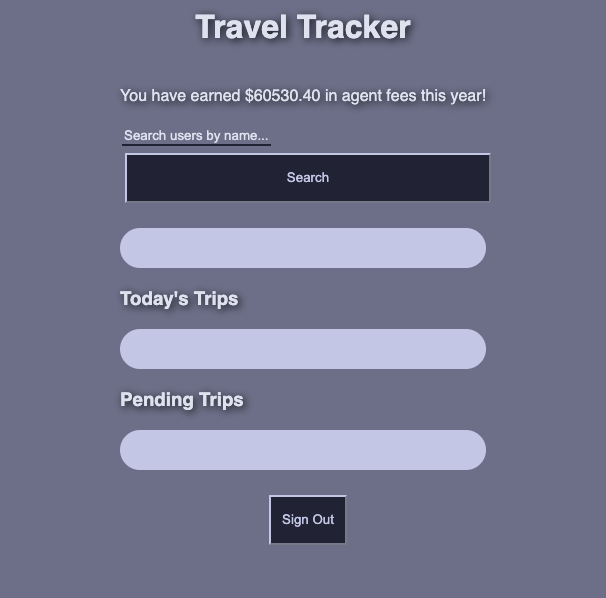 Travel Tracker
You have earned $60530.40 in agent fees this year!
Search users by name...
Search
Today's Trips
Pending Trips
Sign Out